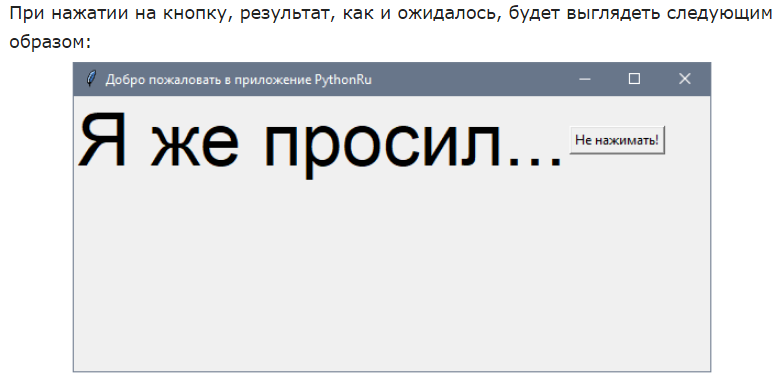 При нажатии на кнопку, результат, как и ожидалось, будет выглядеть следующим
образом:
Добро пожаловать в приложение PythonRu
Я же просил...
Не нажимать!